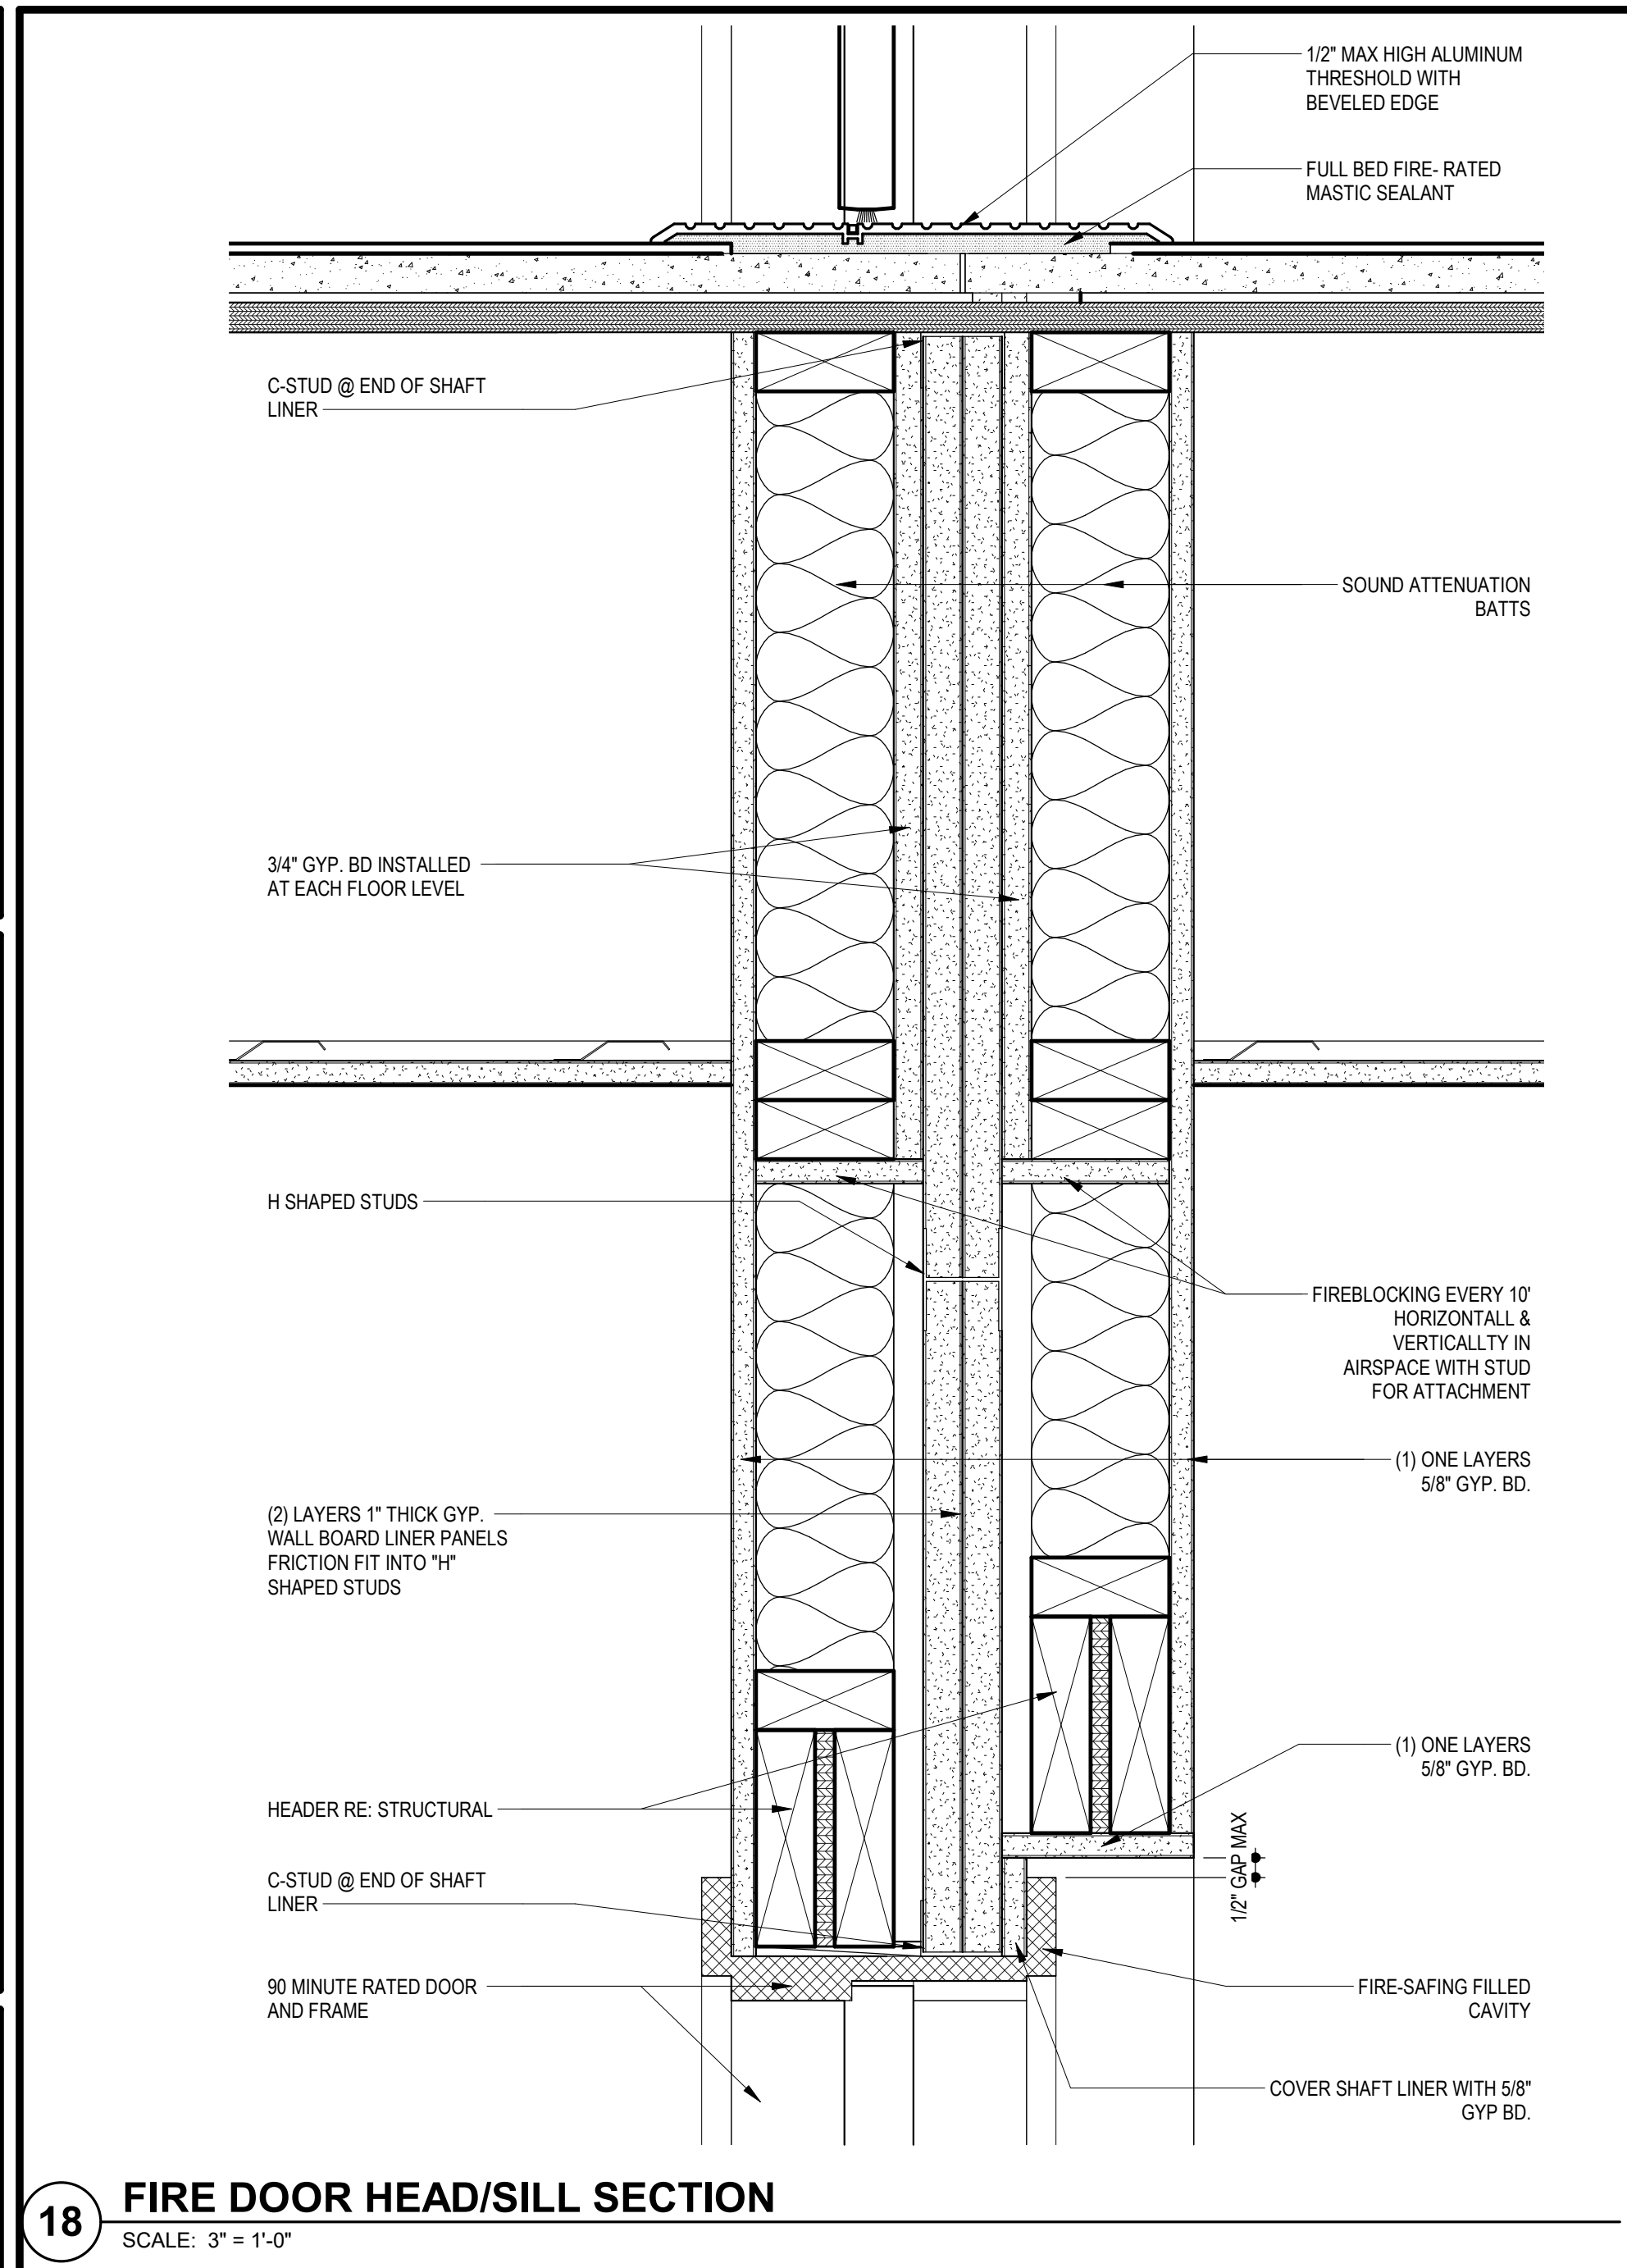 1/2" MAX HIGH ALUMINUM
THRESHOLD WITH
BEVELED EDGE
FULL BED FIRE- RATED
MASTIC SEALANT
C-STUD @ END OF SHAFT
LINER
SOUND ATTENUATION
BATTS
3/4" GYP. BD INSTALLED
AT EACH FLOOR LEVEL
H SHAPED STUDS
FIREBLOCKING EVERY 10'
HORIZONTALL &
VERTICALLTY IN
AIRSPACE WITH STUD
FOR ATTACHMENT
(1) ONE LAYERS
5/8" GYP. BD.
(2) LAYERS 1" THICK GYP.
WALL BOARD LINER PANELS
FRICTION FIT INTO "H"
SHAPED STUDS
(1) ONE LAYERS
5/8" GYP. BD.
HEADER RE: STRUCTURAL
1/2" GAP MAX
C-STUD @ END OF SHAFT
LINER
90 MINUTE RATED DOOR
AND FRAME
FIRE-SAFING FILLED
CAVITY
COVER SHAFT LINER WITH 5/8"
GYP BD.
18
FIRE DOOR HEAD/SILL SECTION
SCALE: 3" = 1'-0"